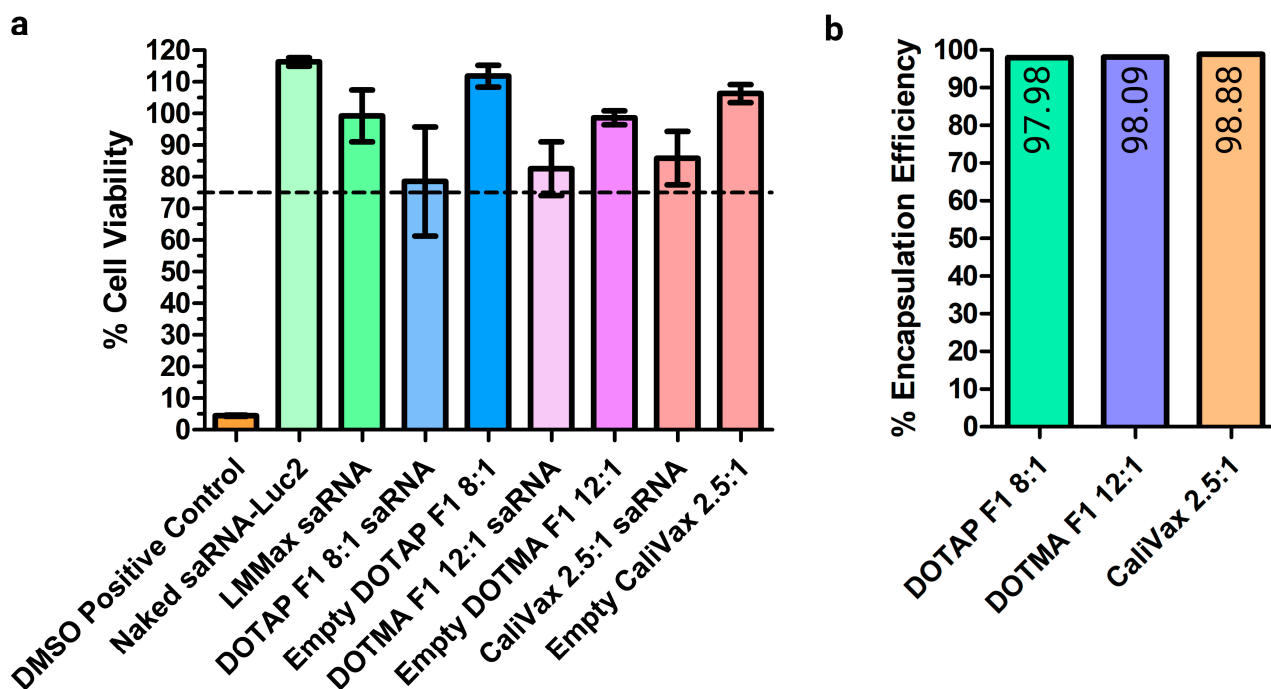 a
% Cell Viability
120
110
100
90
80
70
60
50
40
30
20
10
0
DMSO Positive Control
Naked saRNA-Luc2
LMMax saRNA
DOTAP F1 8:1 saRNA
Empty DOTAP F1 8:1
DOTMA F1 12:1 saRNA
Empty DOTMA F1 12:1
CaliVax 2.5:1 saRNA
Empty CaliVax 2.5:1
b
% Encapsulation Efficiency
100
90
80
70
60
50
40
30
20
10
0
97.98
98.09
98.88
DOTAP F1 8:1
DOTMA F1 12:1
CaliVax 2.5:1